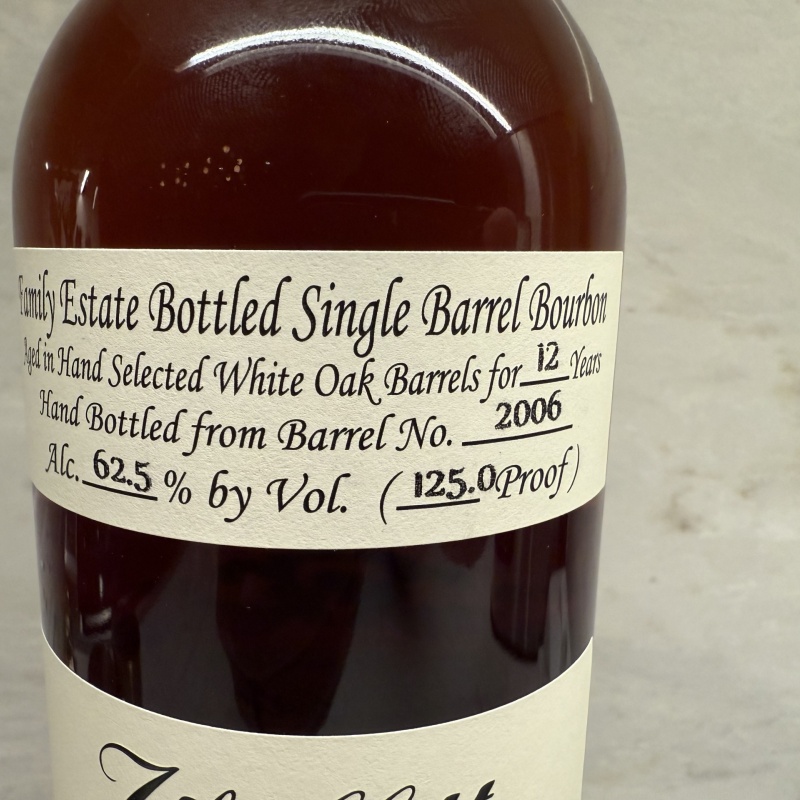 Family Estate Bottled Single Barrel Bourbon
Aged in Hand Selected White Oak Barrels for 12 Years
Hand Bottled from Barrel No. 2006
Alc. 62.5 % by Vol. (125.0 Proof)